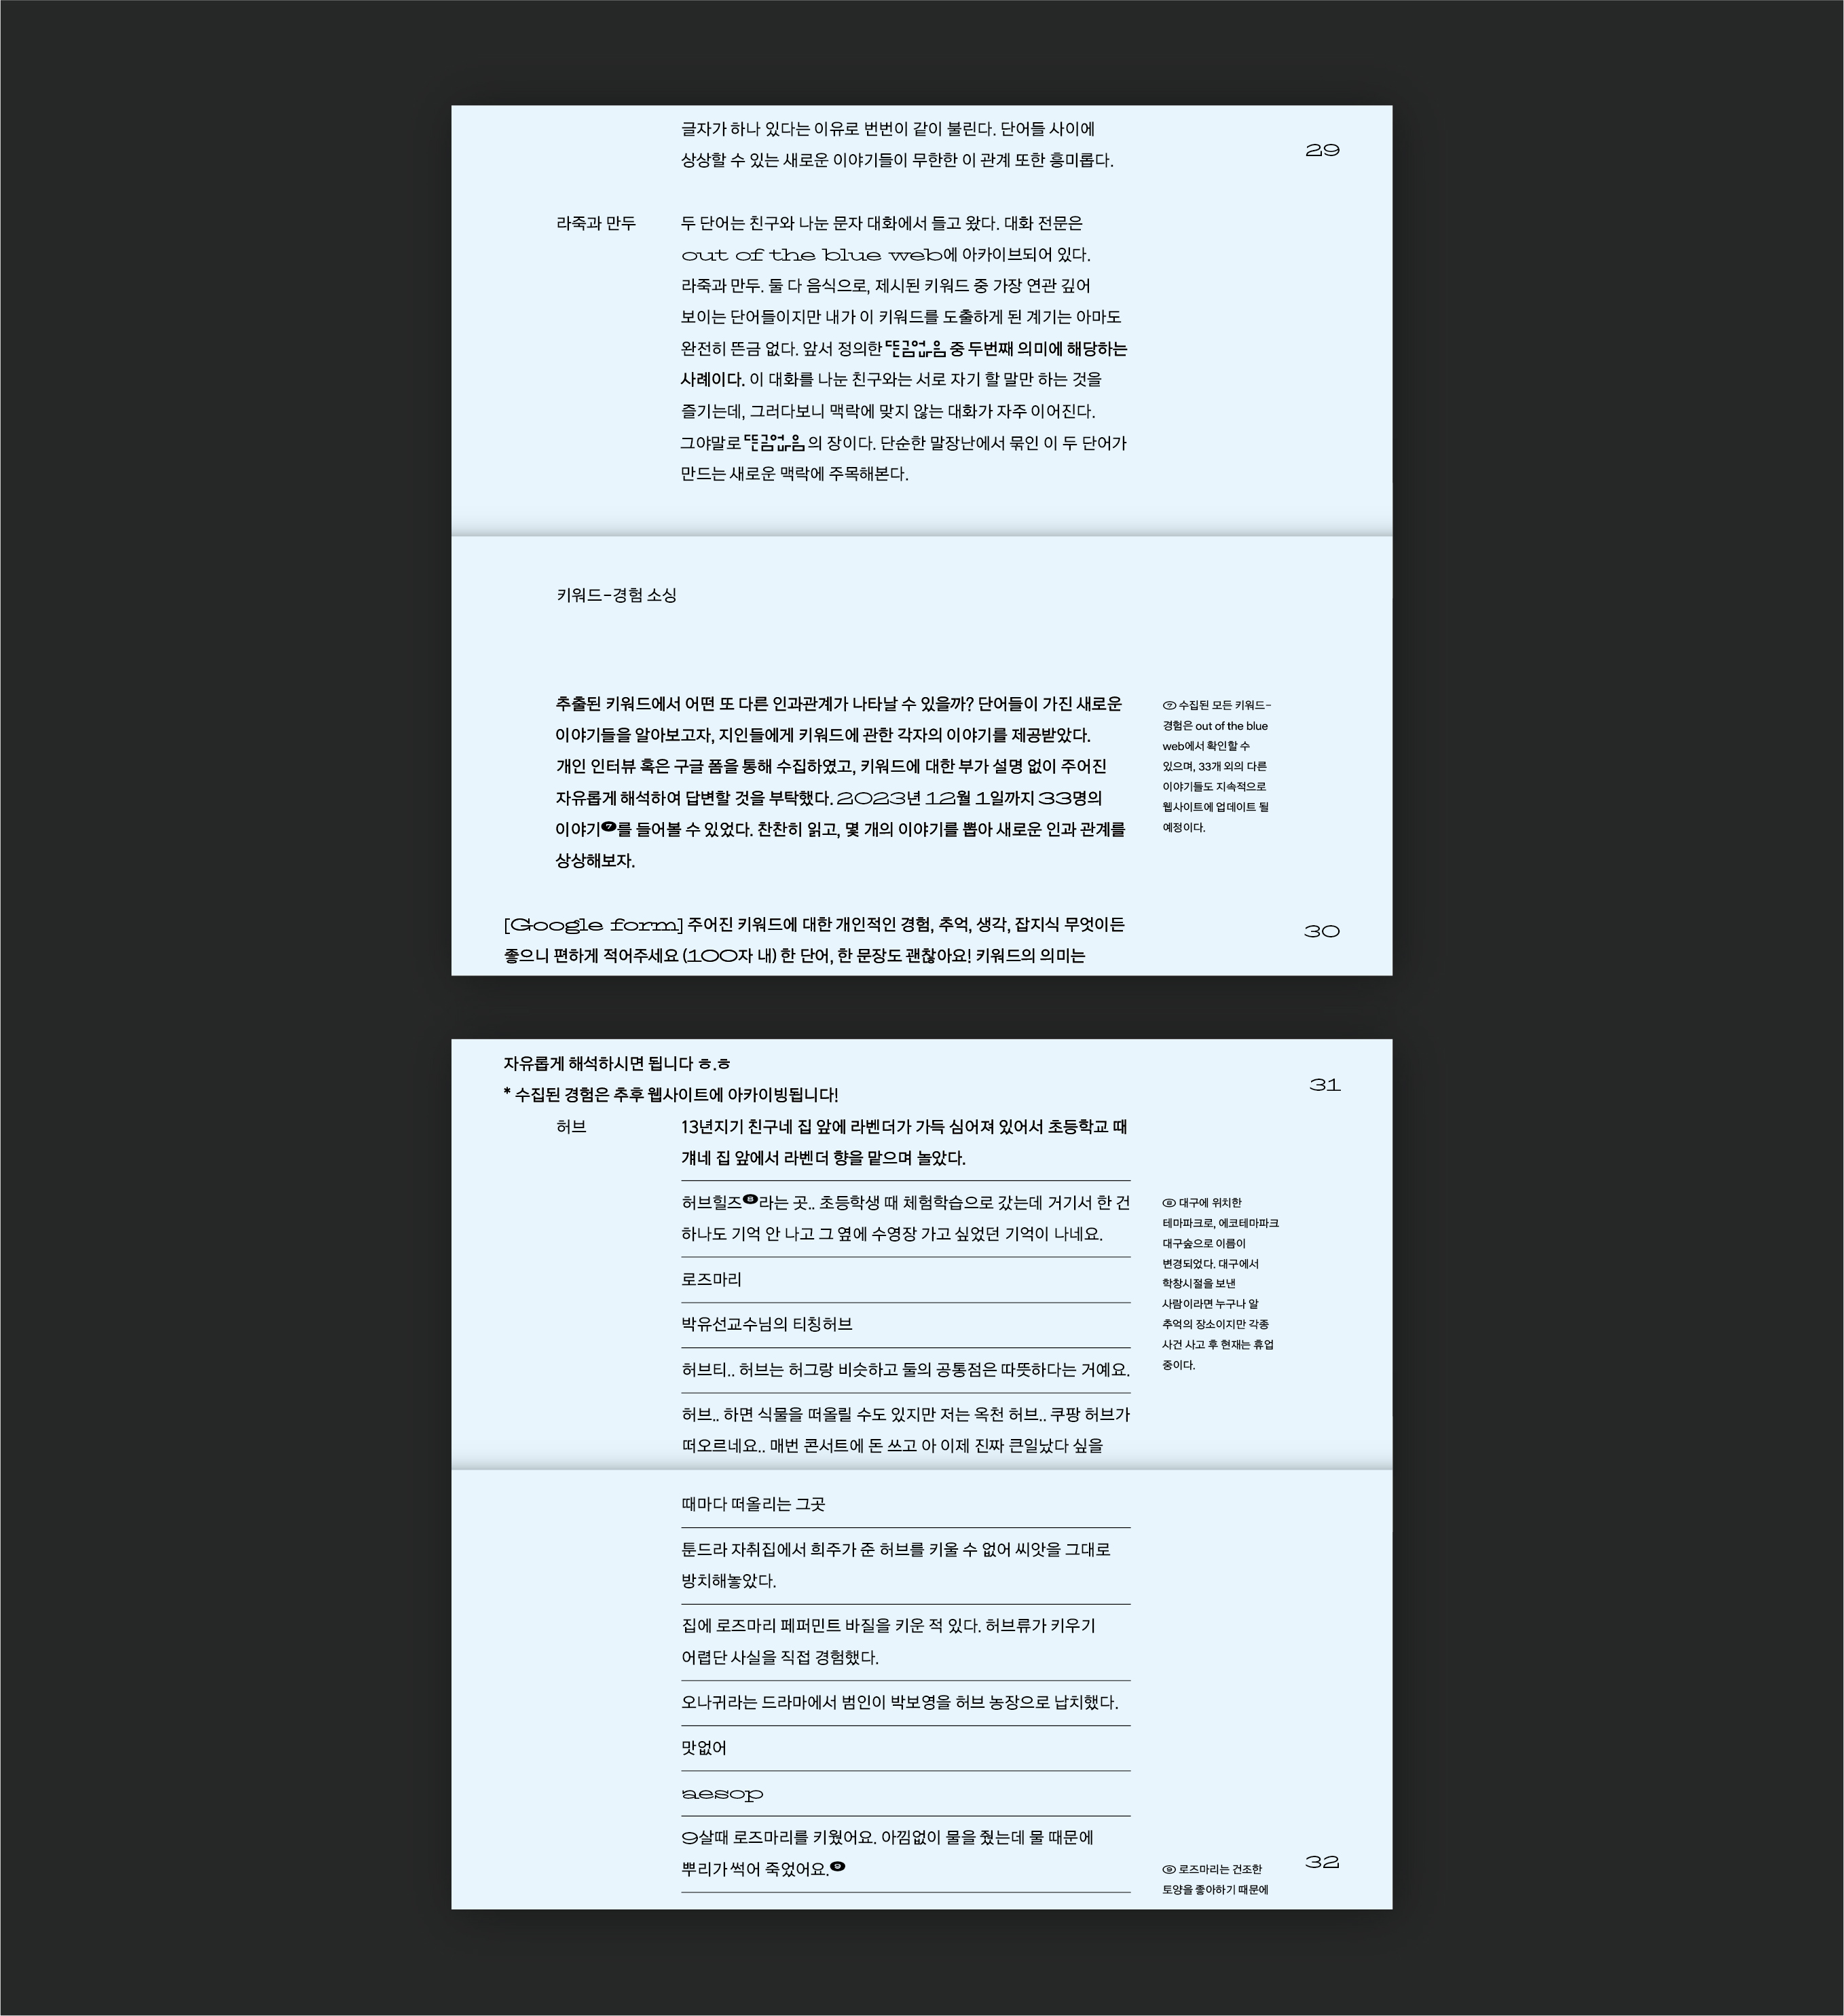 글자가 하나 있다는 이유로 번번이 같이 불린다. 단어들 사이에
상상할 수 있는 새로운 이야기들이 무한한 이 관계 또한 흥미롭다.
29
라죽과 만두
두 단어는 친구와 나눈 문자 대화에서 들고 왔다. 대화 전문은
out of the blue web에 아카이브되어 있다.
라죽과 만두. 둘 다 음식으로, 제시된 키워드 중 가장 연관 깊어
보이는 단어들이지만 내가 이 키워드를 도출하게 된 계기는 아마도
완전히 뜬금 없다. 앞서 정의한 뜬금없음 중 두번째 의미에 해당하는
사례이다. 이 대화를 나눈 친구와는 서로 자기 할 말만 하는 것을
즐기는데, 그러다보니 맥락에 맞지 않는 대화가 자주 이어진다.
그야말로 뜬금없음의 장이다. 단순한 말장난에서 묶인 이 두 단어가
만드는 새로운 맥락에 주목해본다.
키워드-경험 소싱
추출된 키워드에서 어떤 또 다른 인과관계가 나타날 수 있을까? 단어들이 가진 새로운
이야기들을 알아보고자, 지인들에게 키워드에 관한 각자의 이야기를 제공받았다.
개인 인터뷰 혹은 구글 폼을 통해 수집하였고, 키워드에 대한 부가 설명 없이 주어진
자유롭게 해석하여 답변할 것을 부탁했다. 2023년 12월 1일까지 33명의
이야기7를 들어볼 수 있었다. 찬찬히 읽고, 몇 개의 이야기를 뽑아 새로운 인과 관계를
상상해보자.
7 수집된 모든 키워드-
경험은 out of the blue
web에서 확인할 수
있으며, 33개 외의 다른
이야기들도 지속적으로
웹사이트에 업데이트 될
예정이다.
[Google form] 주어진 키워드에 대한 개인적인 경험, 추억, 생각, 잡지식 무엇이든
좋으니 편하게 적어주세요 (100자 내) 한 단어, 한 문장도 괜찮아요! 키워드의 의미는
30
자유롭게 해석하시면 됩니다 ㅎ.ㅎ
* 수집된 경험은 추후 웹사이트에 아카이빙됩니다!
31
허브
13년지기 친구네 집 앞에 라벤더가 가득 심어져 있어서 초등학교 때
걔네 집 앞에서 라벤더 향을 맡으며 놀았다.
허브힐즈8라는 곳.. 초등학생 때 체험학습으로 갔는데 거기서 한 건
하나도 기억 안 나고 그 옆에 수영장 가고 싶었던 기억이 나네요.
8 대구에 위치한
테마파크로, 에코테마파크
대구숲으로 이름이
변경되었다. 대구에서
학창시절을 보낸
사람이라면 누구나 알
추억의 장소이지만 각종
사건 사고 후 현재는 휴업
중이다.
로즈마리
박유선교수님의 티칭허브
허브티.. 허브는 허그랑 비슷하고 둘의 공통점은 따뜻하다는 거예요.
허브.. 하면 식물을 떠올릴 수도 있지만 저는 옥천 허브.. 쿠팡 허브가
떠오르네요.. 매번 콘서트에 돈 쓰고 아 이제 진짜 큰일났다 싶을
때마다 떠올리는 그곳
툰드라 자취집에서 희주가 준 허브를 키울 수 없어 씨앗을 그대로
방치해놓았다.
집에 로즈마리 페퍼민트 바질을 키운 적 있다. 허브류가 키우기
어렵단 사실을 직접 경험했다.
오나귀라는 드라마에서 범인이 박보영을 허브 농장으로 납치했다.
맛없어
aesop
9살때 로즈마리를 키웠어요. 아낌없이 물을 줬는데 물 때문에
뿌리가 썩어 죽었어요.9
9 로즈마리는 건조한
토양을 좋아하기 때문에
32